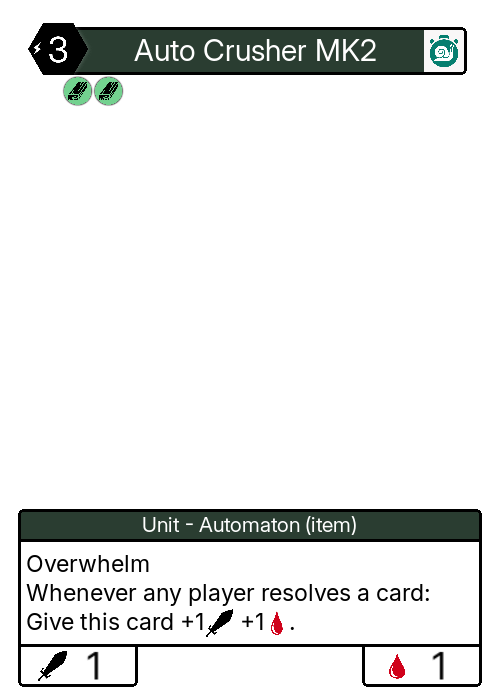 3
Auto Crusher MK2
Unit - Automaton (item)
Overwhelm
Whenever any player resolves a card:
Give this card +1 +1 .
1
1